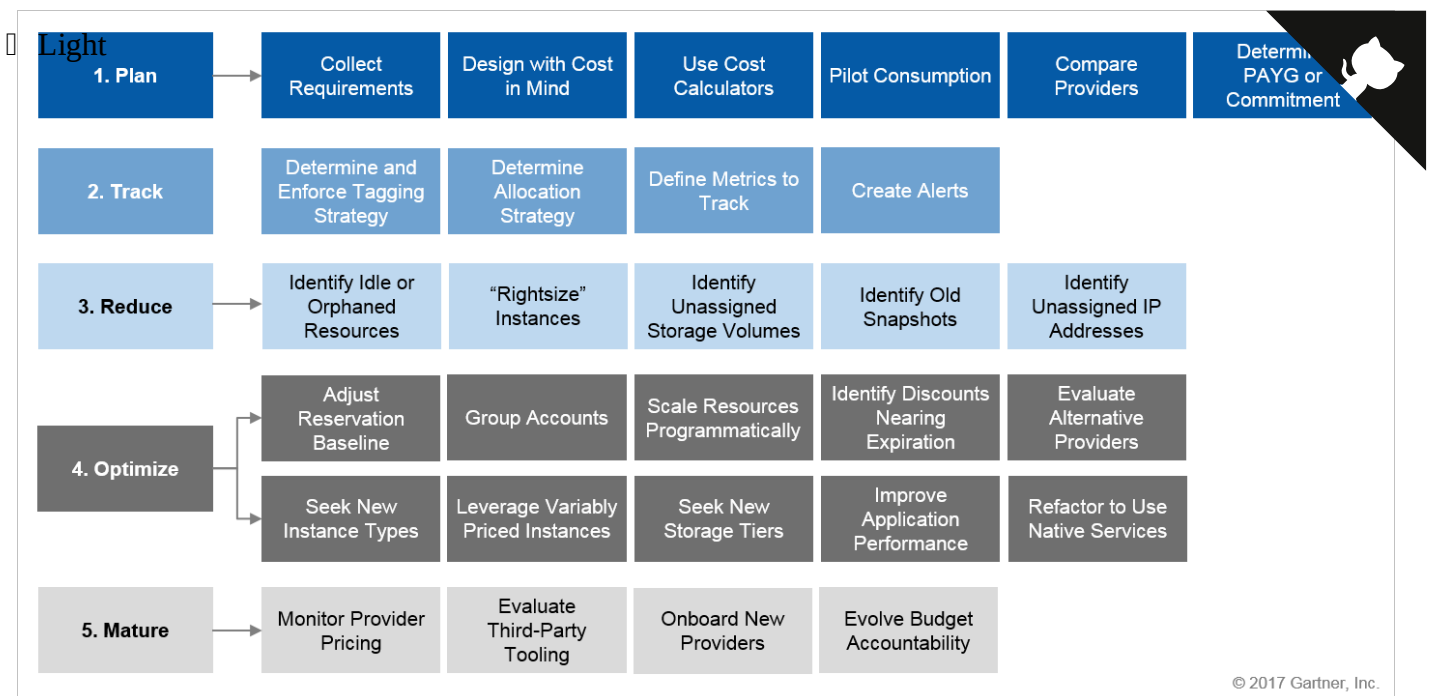 Light
1. Plan
Collect
Requirements
Design with Cost
in Mind
Use Cost
Calculators
Pilot Consumption
Compare
Providers
PAYG or
Commitment
2. Track
Determine and
Enforce Tagging
Strategy
Determine
Allocation
Strategy
Define Metrics to
Track
Create Alerts
3. Reduce
Identify Idle or
Orphaned
Resources
“Rightsize”
Instances
Identify
Unassigned
Storage Volumes
Identify Old
Snapshots
Identify
Unassigned IP
Addresses
4. Optimize
Adjust
Reservation
Baseline
Group Accounts
Scale Resources
Programmatically
Identify Discounts
Nearing
Expiration
Evaluate
Alternative
Providers
Seek New
Instance Types
Leverage Variably
Priced Instances
Seek New
Storage Tiers
Improve
Application
Performance
Refactor to Use
Native Services
5. Mature
Monitor Provider
Pricing
Evaluate
Third-Party
Tooling
Onboard New
Providers
Evolve Budget
Accountability
© 2017 Gartner, Inc.